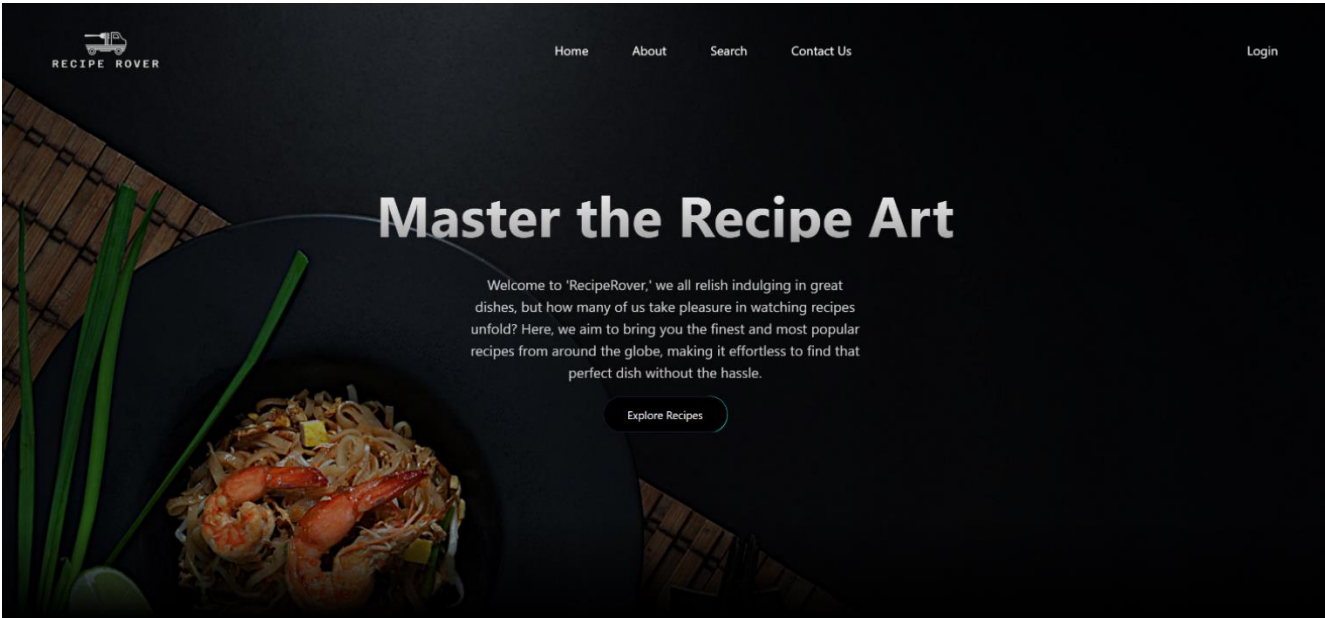 RECIPE ROVER
Home
About
Search
Contact Us
Login
Master the Recipe Art
Welcome to 'RecipeRover,' we all relish indulging in great
dishes, but how many of us take pleasure in watching recipes
unfold? Here, we aim to bring you the finest and most popular
recipes from around the globe, making it effortless to find that
perfect dish without the hassle.
Explore Recipes